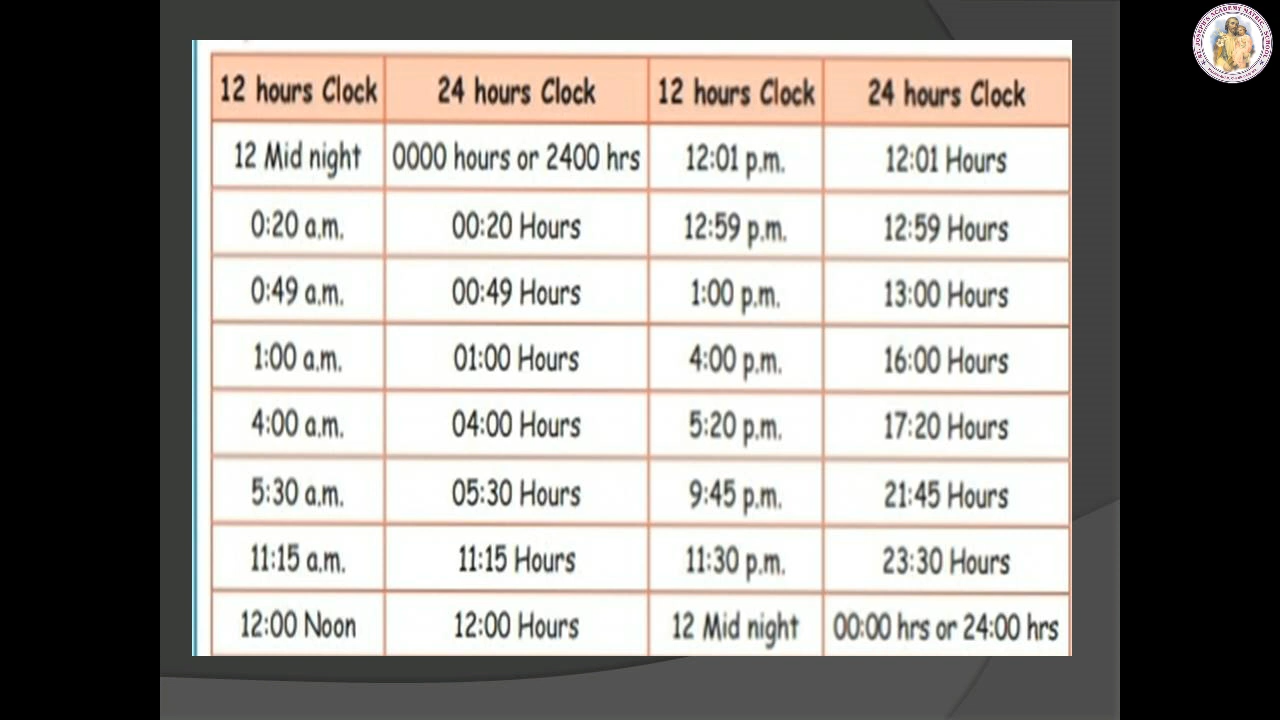 12 hours Clock 24 hours Clock 12 hours Clock 24 hours Clock
12 Mid night 0000 hours or 2400 hrs 12:01 p.m. 12:01 Hours
0:20 a.m. 00:20 Hours 12:59 p.m. 12:59 Hours
0:49 a.m. 00:49 Hours 1:00 p.m. 13:00 Hours
1:00 a.m. 01:00 Hours 4:00 p.m. 16:00 Hours
4:00 a.m. 04:00 Hours 5:20 p.m. 17:20 Hours
5:30 a.m. 05:30 Hours 9:45 p.m. 21:45 Hours
11:15 a.m. 11:15 Hours 11:30 p.m. 23:30 Hours
12:00 Noon 12:00 Hours 12 Mid night 00:00 hrs or 24:00 hrs